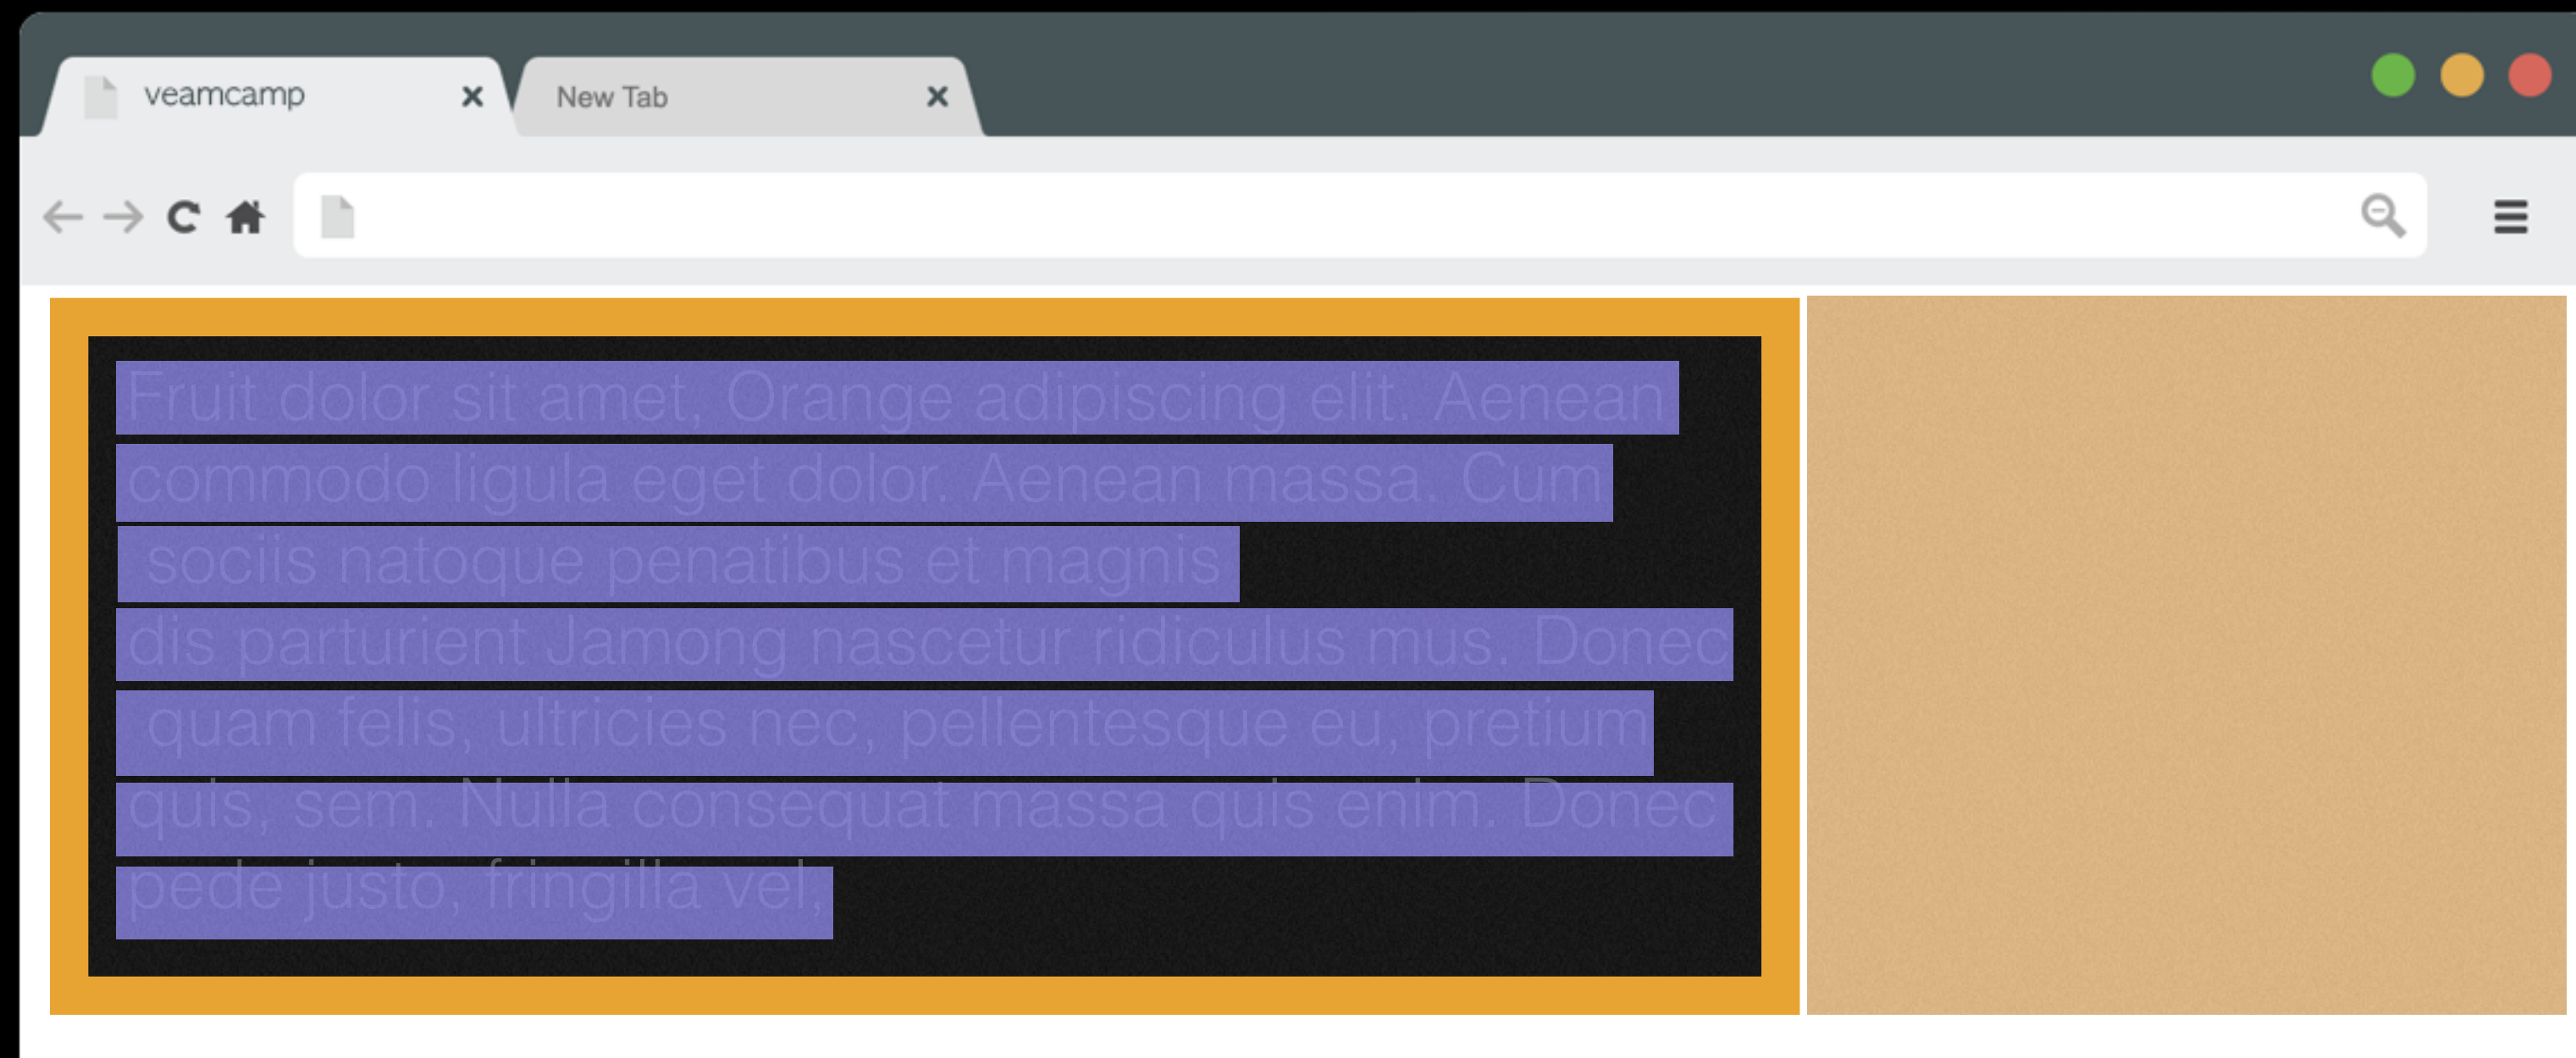 veamcamp
New Tab
Fruit dolor sit amet, Orange adipiscing elit. Aenean
commodo ligula eget dolor. Aenean massa. Cum
sociis natoque penatibus et magnis
dis parturient Jamong nascetur ridiculus mus. Donec
quam felis, ultricies nec, pellentesque eu, pretium
quis, sem. Nulla consequat massa quis enim. Donec
pede justo, fringilla vel,